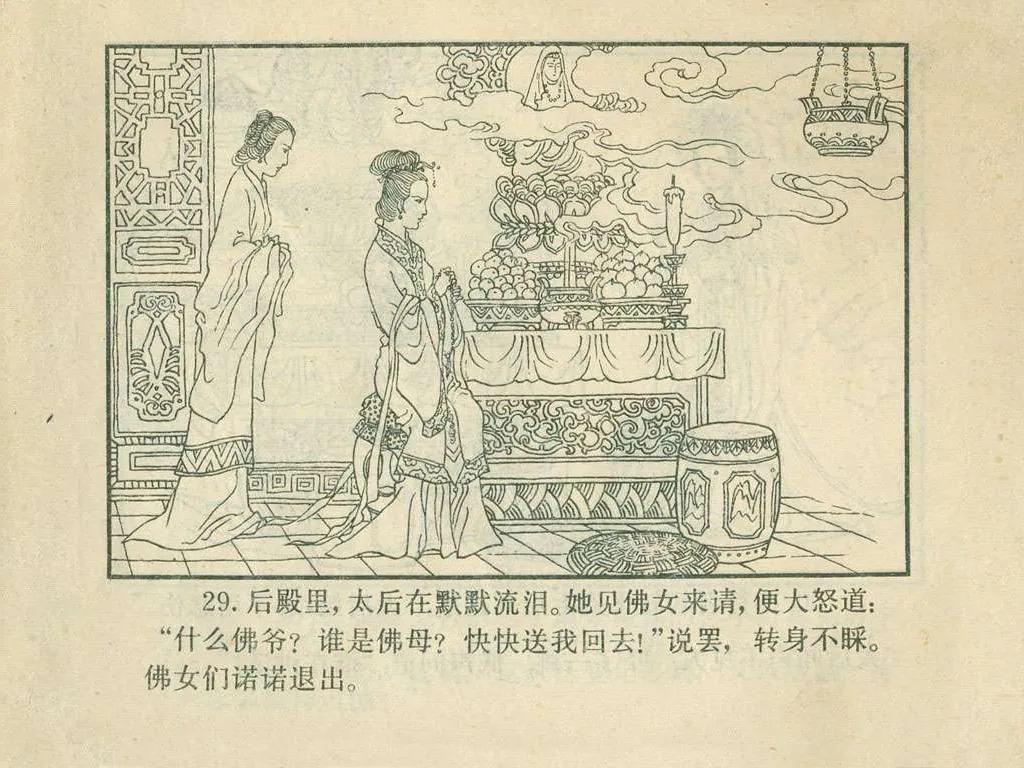 29. 后殿里，太后在默默流泪。她见佛女来请，便大怒道：
“什么佛爷？谁是佛母？快快送我回去！”说罢，转身不睬。
佛女们诺诺退出。